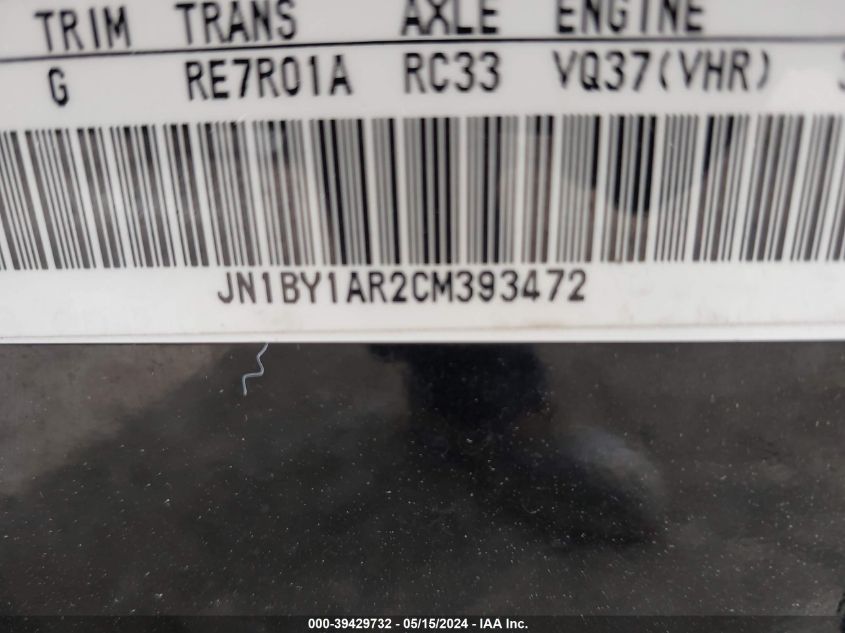 TRIM TRANS AXLE ENGINE
G RE7R01A RC33 VQ37(VHR)
JN1BY1AR2CM393472
000-39429732 - 05/15/2024 - IAA Inc.